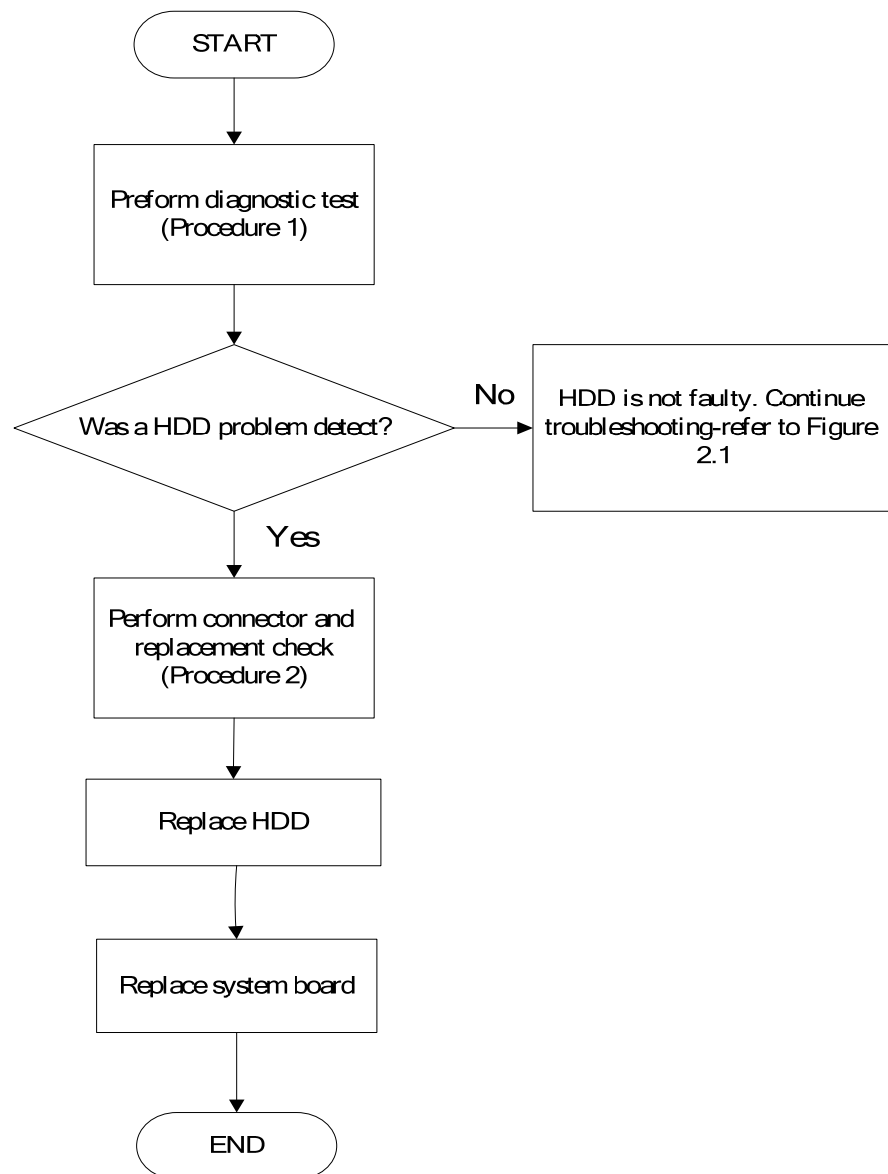 START
Preform diagnostic test
(Procedure 1)
Was a HDD problem detect?
No
HDD is not faulty. Continue
troubleshooting-refer to Figure
2.1
Yes
Perform connector and
replacement check
(Procedure 2)
Replace HDD
Replace system board
END